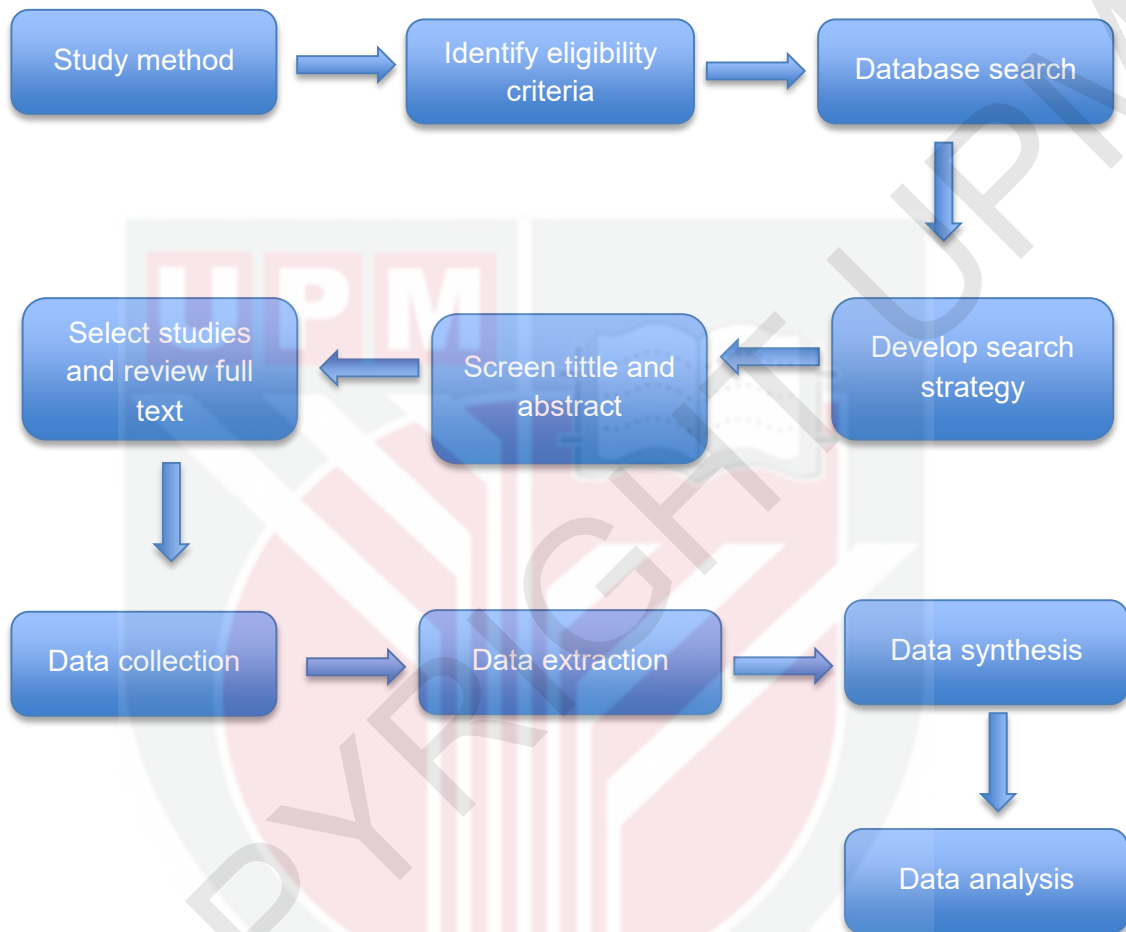 Study method
Identify eligibility
criteria
Database search
Develop search
strategy
Screen tittle and
abstract
Select studies
and review full
text
Data collection
Data extraction
Data synthesis
Data analysis
UPM
PYRIGHT UPM